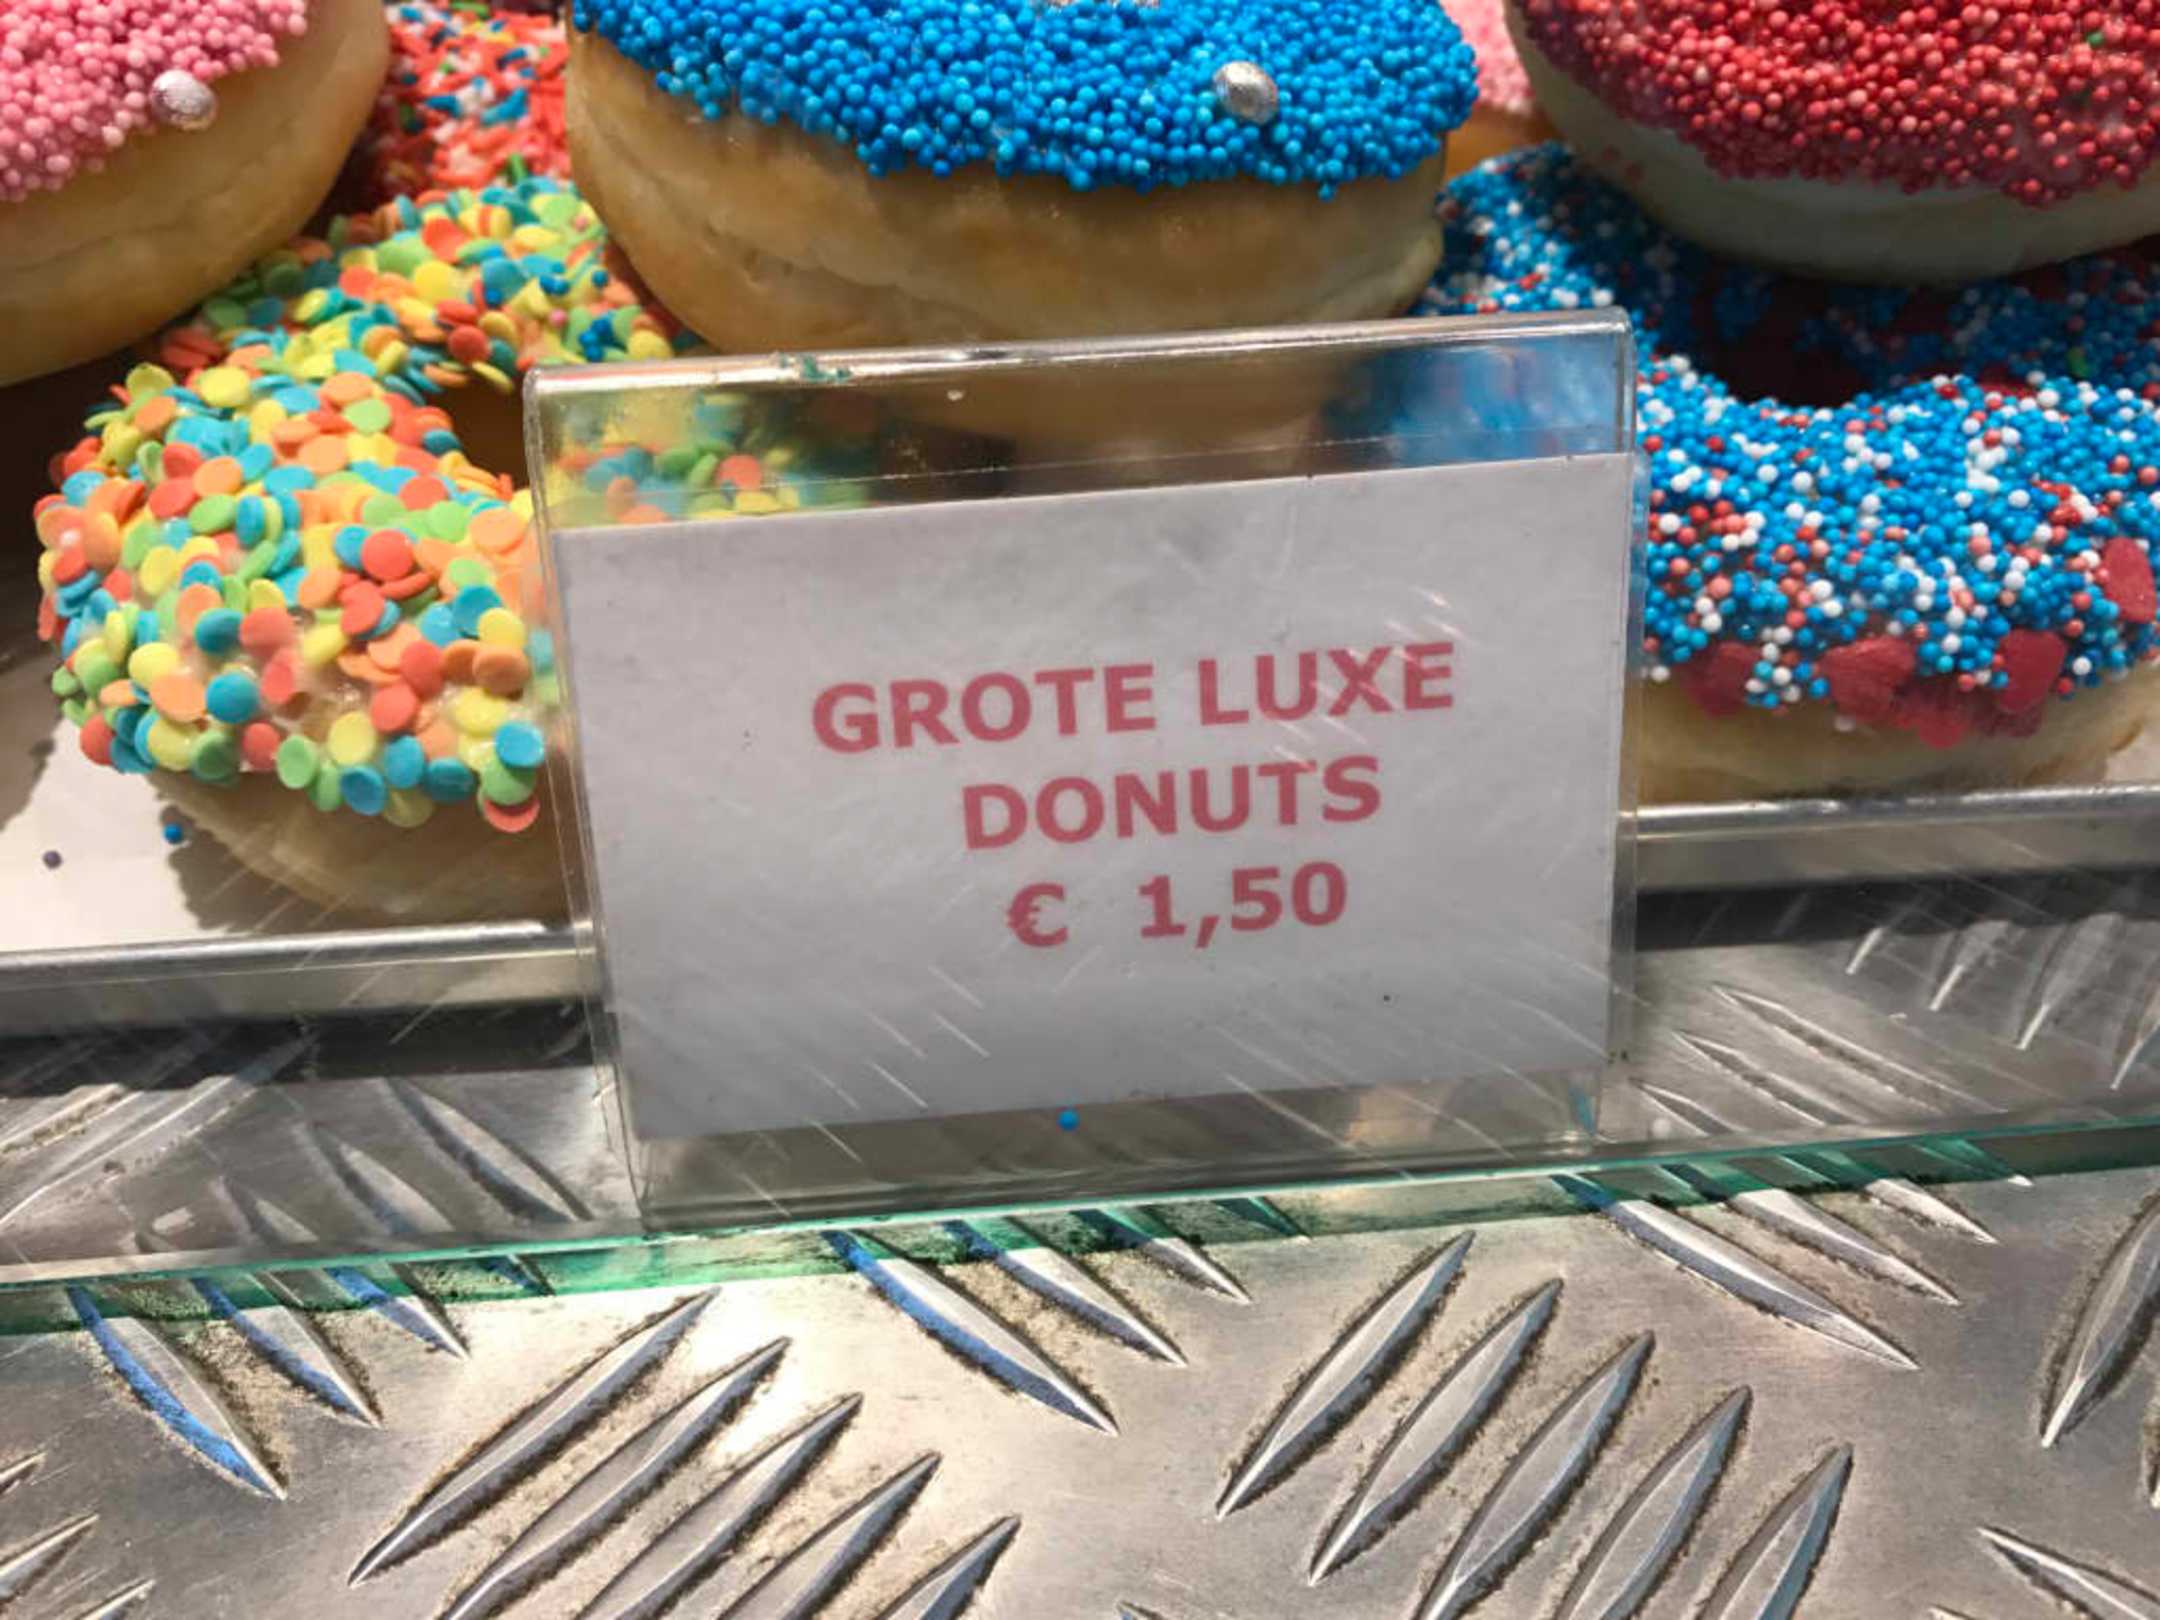 GROTE LUXE
DONUTS
€ 1,50